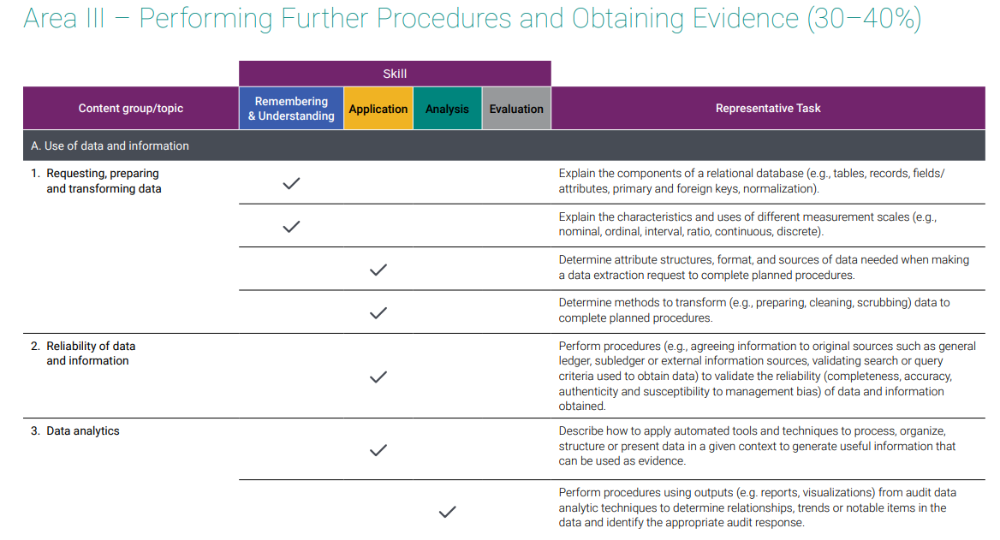 Area III – Performing Further Procedures and Obtaining Evidence (30–40%)
Skill
Content group/topic
Remembering
& Understanding
Application
Analysis
Evaluation
Representative Task
A. Use of data and information
1. Requesting, preparing
and transforming data
Explain the components of a relational database (e.g., tables, records, fields/
attributes, primary and foreign keys, normalization).
Explain the characteristics and uses of different measurement scales (e.g.,
nominal, ordinal, interval, ratio, continuous, discrete).
Determine attribute structures, format, and sources of data needed when making
a data extraction request to complete planned procedures.
Determine methods to transform (e.g., preparing, cleaning, scrubbing) data to
complete planned procedures.
2. Reliability of data
and information
Perform procedures (e.g., agreeing information to original sources such as general
ledger, subledger or external information sources, validating search or query
criteria used to obtain data) to validate the reliability (completeness, accuracy,
authenticity and susceptibility to management bias) of data and information
obtained.
3. Data analytics
Describe how to apply automated tools and techniques to process, organize,
structure or present data in a given context to generate useful information that
can be used as evidence.
Perform procedures using outputs (e.g. reports, visualizations) from audit data
analytic techniques to determine relationships, trends or notable items in the
data and identify the appropriate audit response.